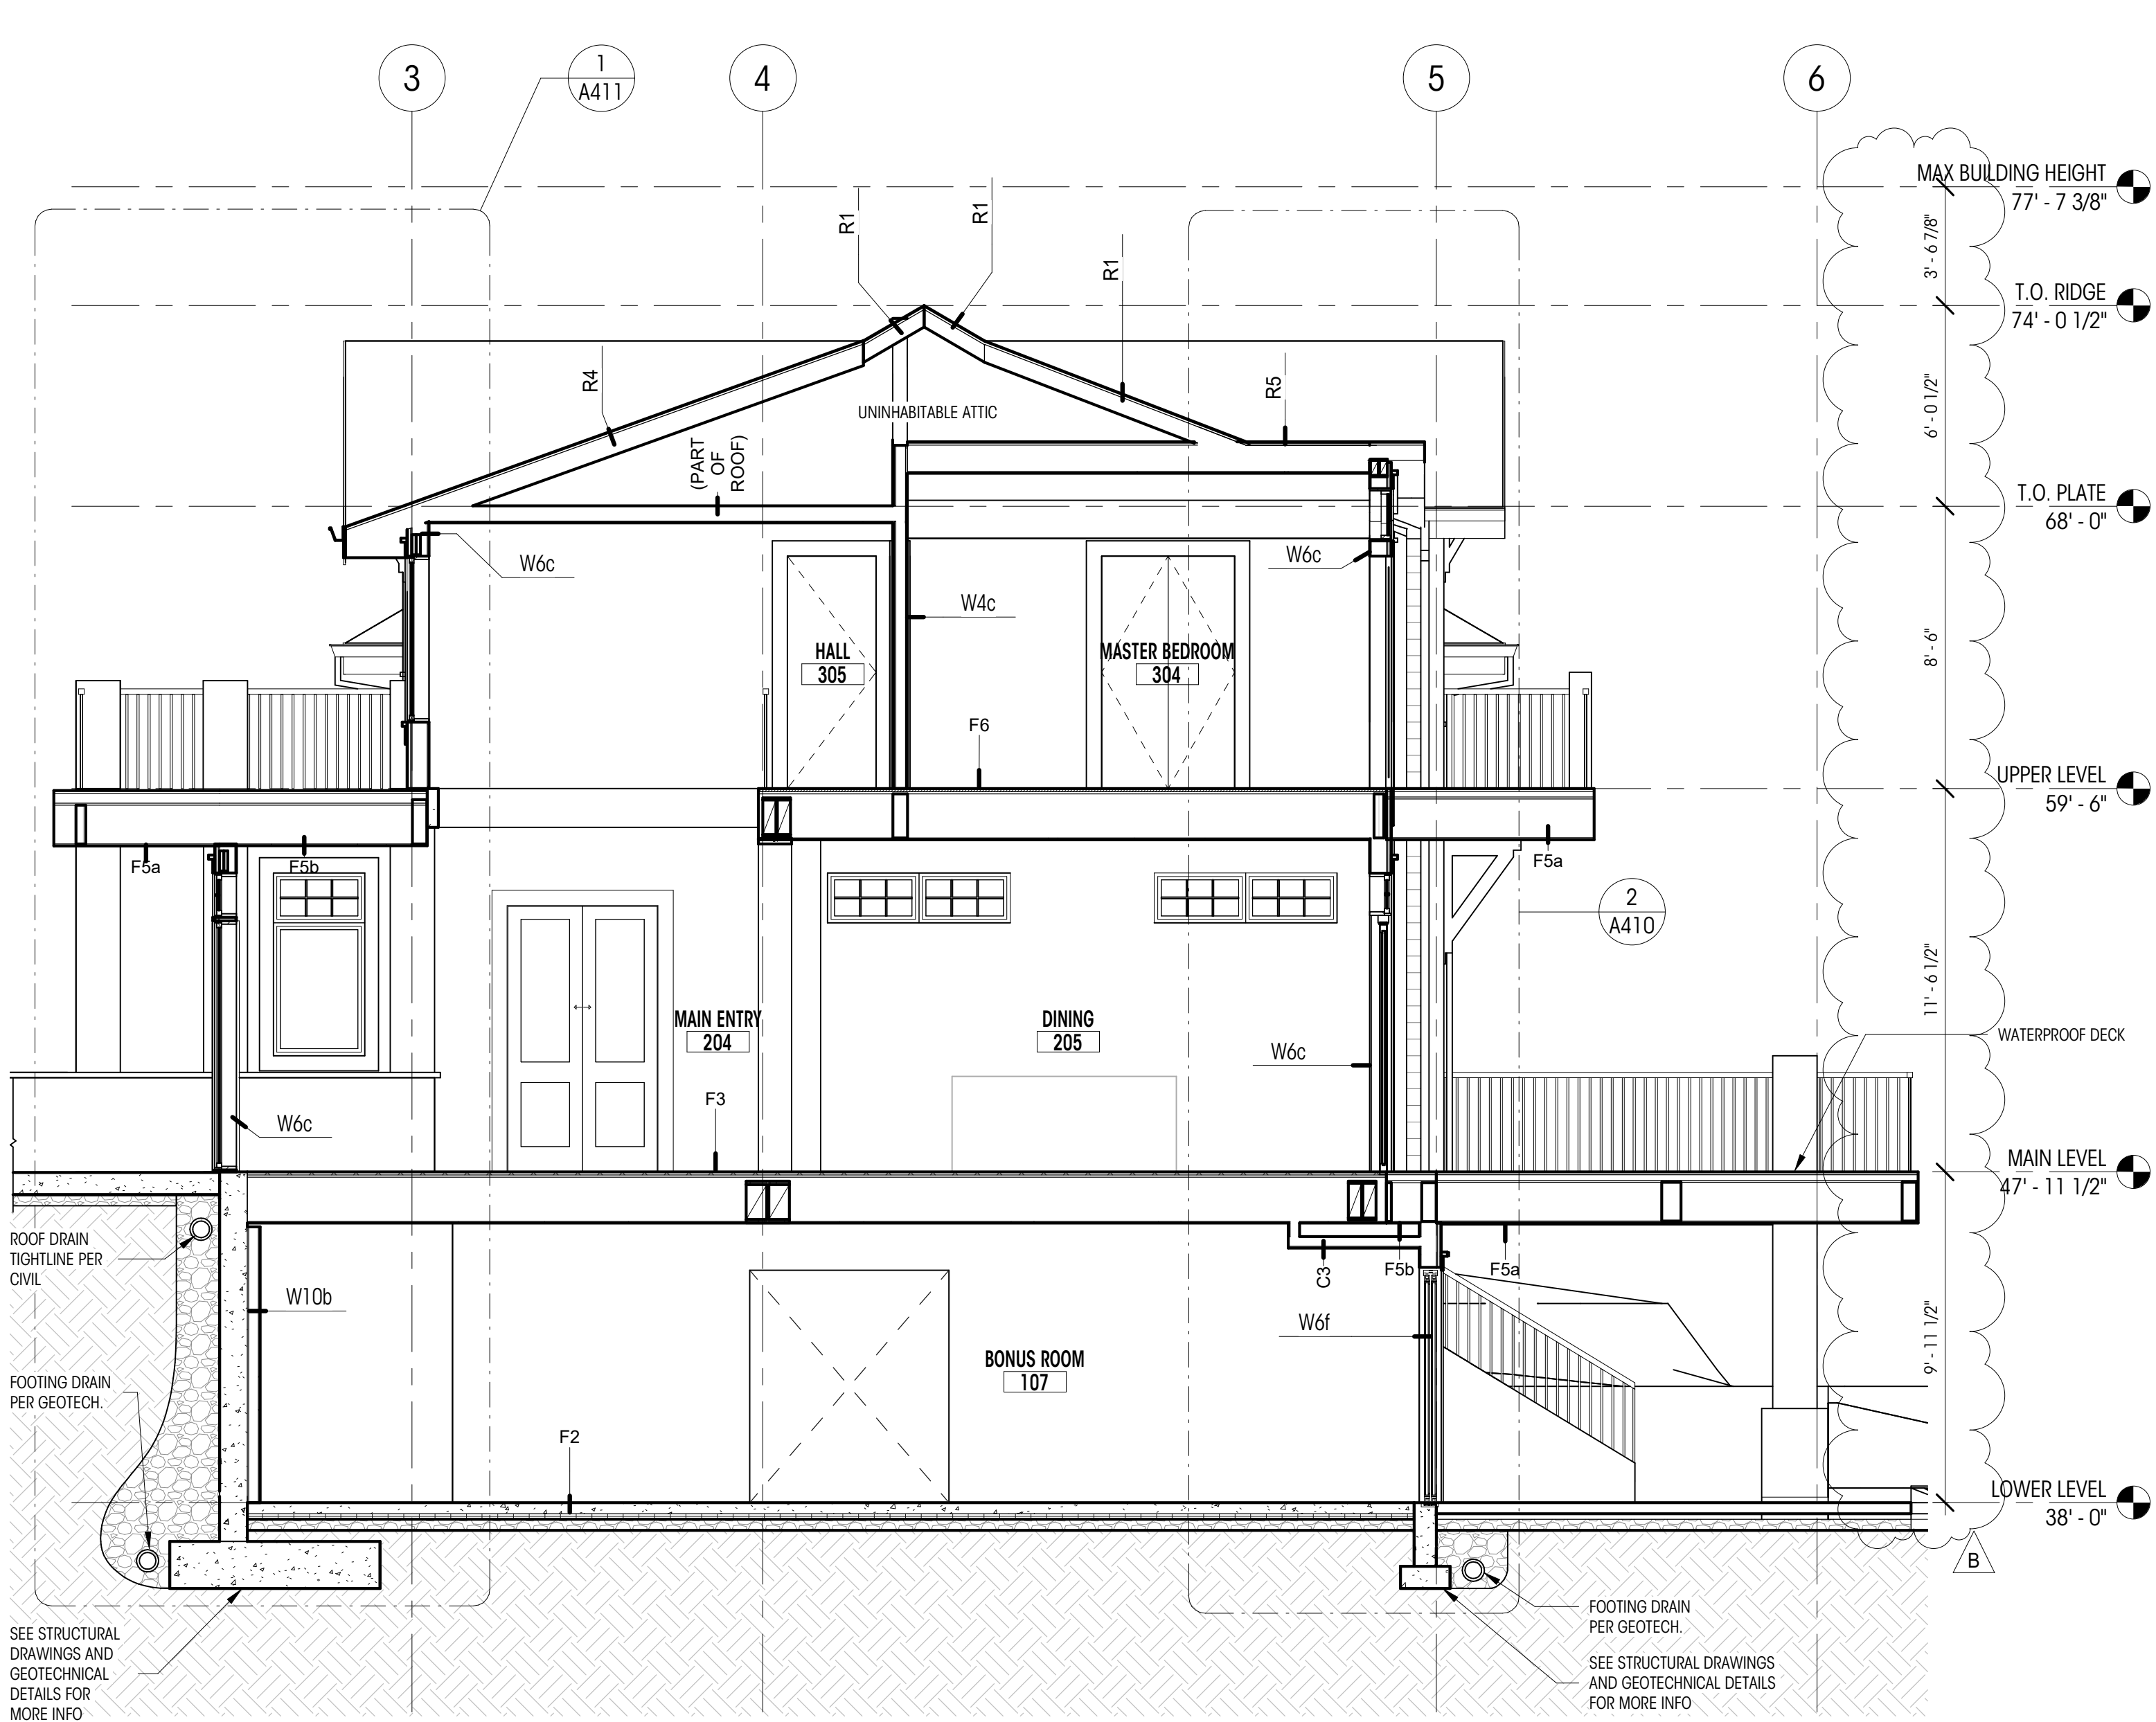 3
1
A411
4
5
6
MAX BUILDING HEIGHT
77' - 7 3/8"
3' - 6 7/8"
R1
R1
R1
T.O. RIDGE
74' - 0 1/2"
R4
R5
6' - 0 1/2"
UNINHABITABLE ATTIC
(PART
OF
ROOF)
T.O. PLATE
68' - 0"
W6c
W6c
W4c
8' - 6"
HALL
305
MASTER BEDROOM
304
F6
UPPER LEVEL
59' - 6"
F5a
F5b
F5a
2
A410
11' - 6 1/2"
MAIN ENTRY
204
DINING
205
W6c
WATERPROOF DECK
F3
W6c
MAIN LEVEL
47' - 11 1/2"
ROOF DRAIN
TIGHTLINE PER
CIVIL
C3
F5b
F5a
W10b
W6f
9' - 11 1/2"
BONUS ROOM
107
FOOTING DRAIN
PER GEOTECH.
F2
LOWER LEVEL
38' - 0"
B
FOOTING DRAIN
PER GEOTECH.
SEE STRUCTURAL
DRAWINGS AND
GEOTECHNICAL
DETAILS FOR
MORE INFO
SEE STRUCTURAL DRAWINGS
AND GEOTECHNICAL DETAILS
FOR MORE INFO